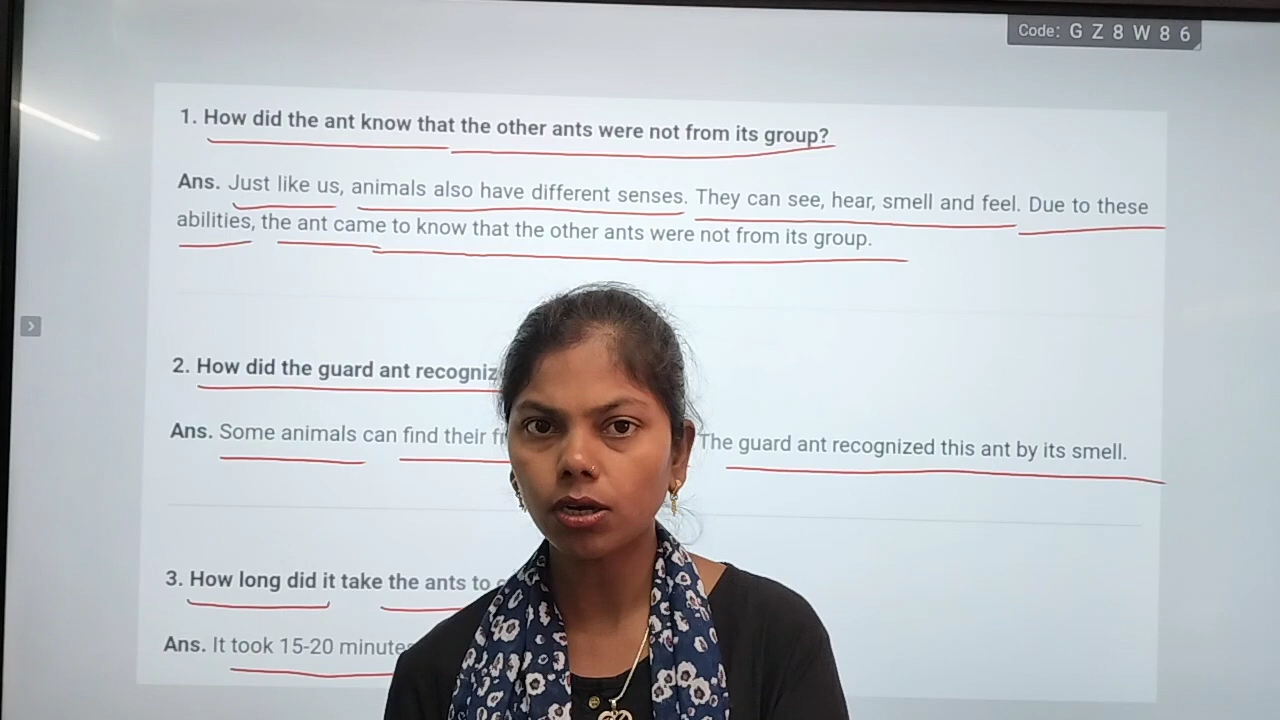 Code: G Z 8 W 8 6
1. How did the ant know that the other ants were not from its group?
Ans. Just like us, animals also have different senses. They can see, hear, smell and feel. Due to these
abilities, the ant came to know that the other ants were not from its group.
2. How did the guard ant
Ans. Some animals can find their The guard ant recognized this ant by its smell.
3. How long did it take the ants to
Ans. It took 15-20